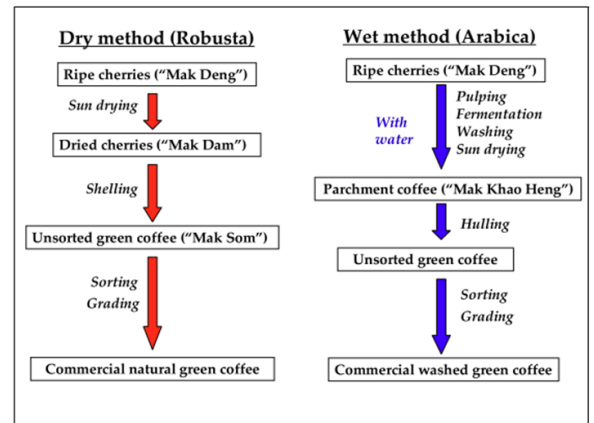 Dry method (Robusta)
Ripe cherries (“Mak Deng”)
Sun drying
Dried cherries (“Mak Dam”)
Shelling
Unsorted green coffee (“Mak Som”)
Sorting
Grading
Commercial natural green coffee
Wet method (Arabica)
Ripe cherries (“Mak Deng”)
With
water
Pulping
Fermentation
Washing
Sun drying
Parchment coffee (“Mak Khao Heng”)
Hulling
Unsorted green coffee
Sorting
Grading
Commercial washed green coffee